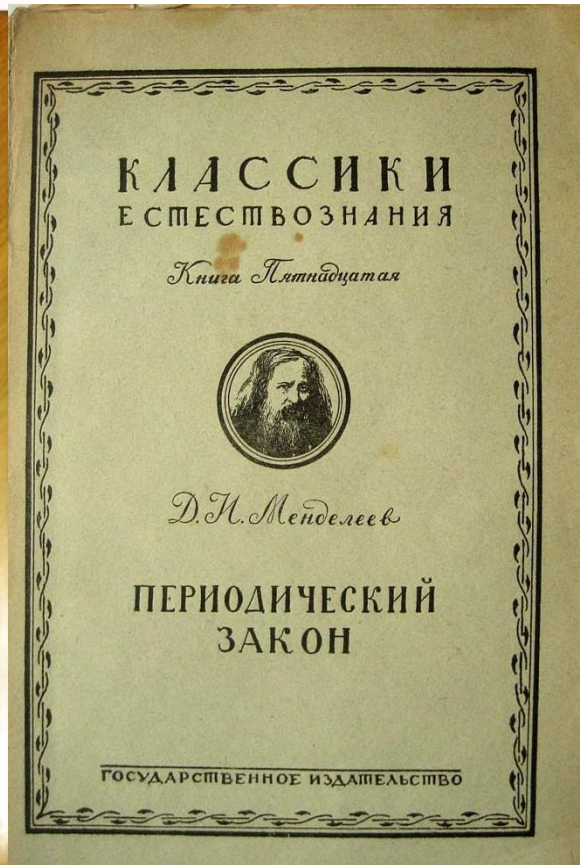 КЛАССИКИ
ЕСТЕСТВОЗНАНИЯ
Книга Пятнадцатая
Д. И. Менделеев
ПЕРИОДИЧЕСКИЙ
ЗАКОН
ГОСУДАРСТВЕННОЕ ИЗДАТЕЛЬСТВО